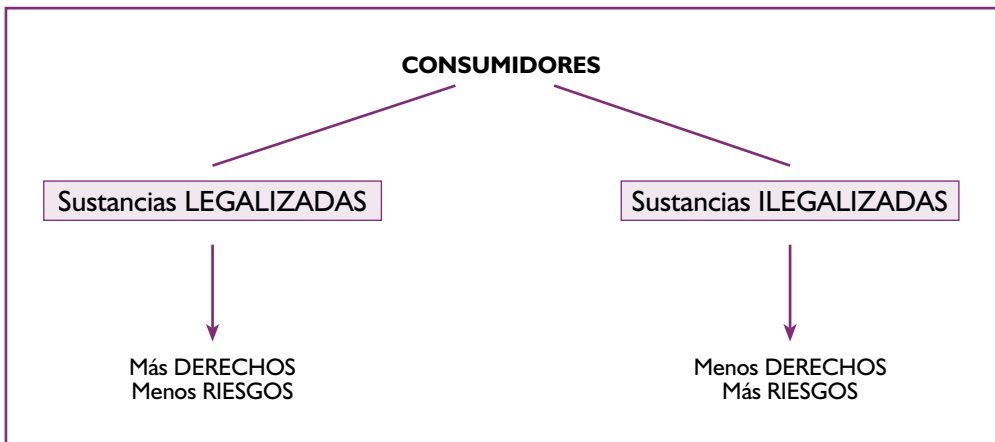 CONSUMIDORES
Sustancias LEGALIZADAS
Sustancias ILEGALIZADAS
Más DERECHOS
Menos RIESGOS
Menos DERECHOS
Más RIESGOS